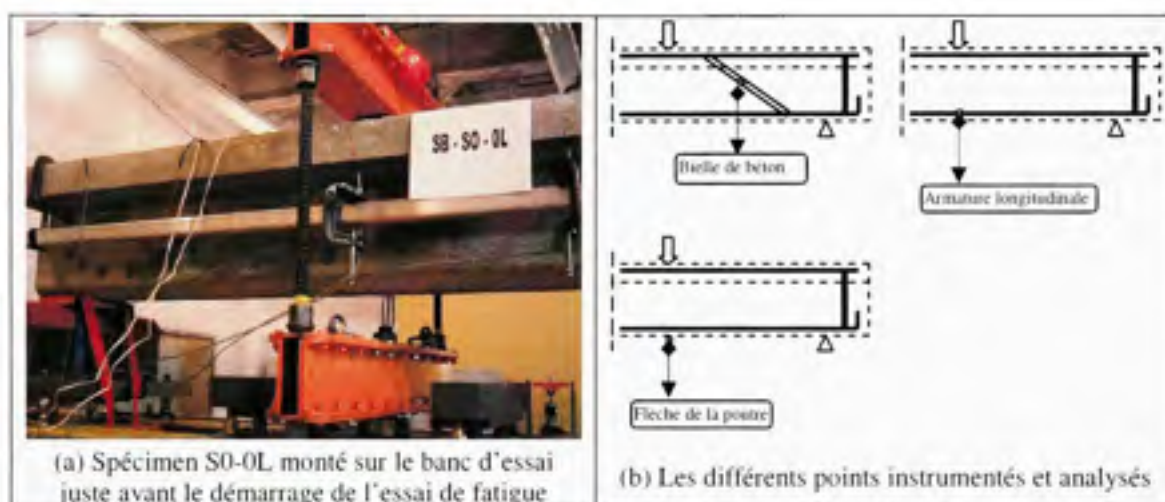 SB - SO - 0L
(a) Spécimen S0-0L monté sur le banc d'essai
juste avant le démarrage de l'essai de fatigue
Bielle de béton
Armature longitudinale
Flèche de la poutre
(b) Les différents points instrumentés et analysés